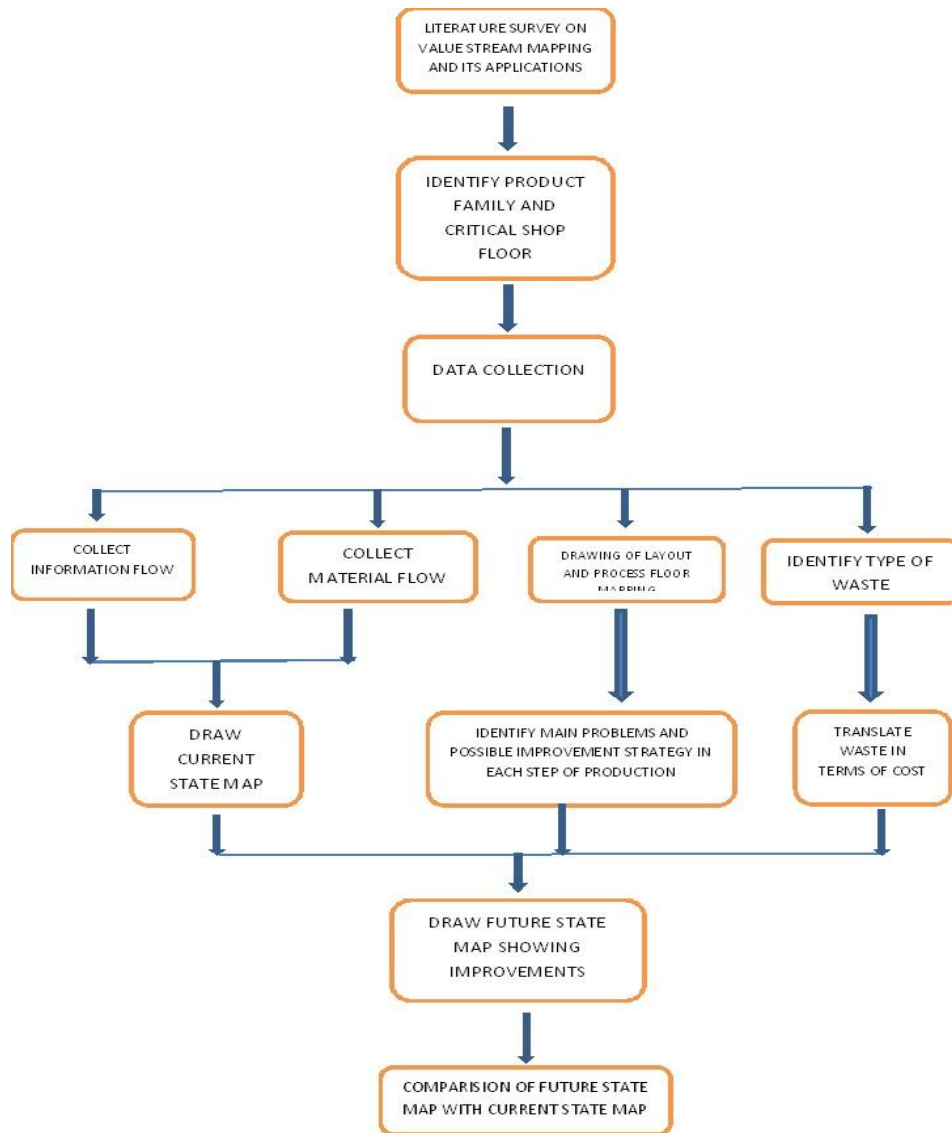 LITERATURE SURVEY ON
VALUE STREAM MAPPING
AND ITS APPLICATIONS
IDENTIFY PRODUCT
FAMILY AND
CRITICAL SHOP
FLOOR
DATA COLLECTION
COLLECT
INFORMATION FLOW
COLLECT
MATERIAL FLOW
DRAWING OF LAYOUT
AND PROCESS FLOOR
MAPPING
IDENTIFY TYPE OF
WASTE
DRAW
CURRENT
STATE MAP
IDENTIFY MAIN PROBLEMS AND
POSSIBLE IMPROVEMENT STRATEGY IN
EACH STEP OF PRODUCTION
TRANSLATE
WASTE IN
TERMS OF COST
DRAW FUTURE STATE
MAP SHOWING
IMPROVEMENTS
COMPARISION OF FUTURE STATE
MAP WITH CURRENT STATE MAP